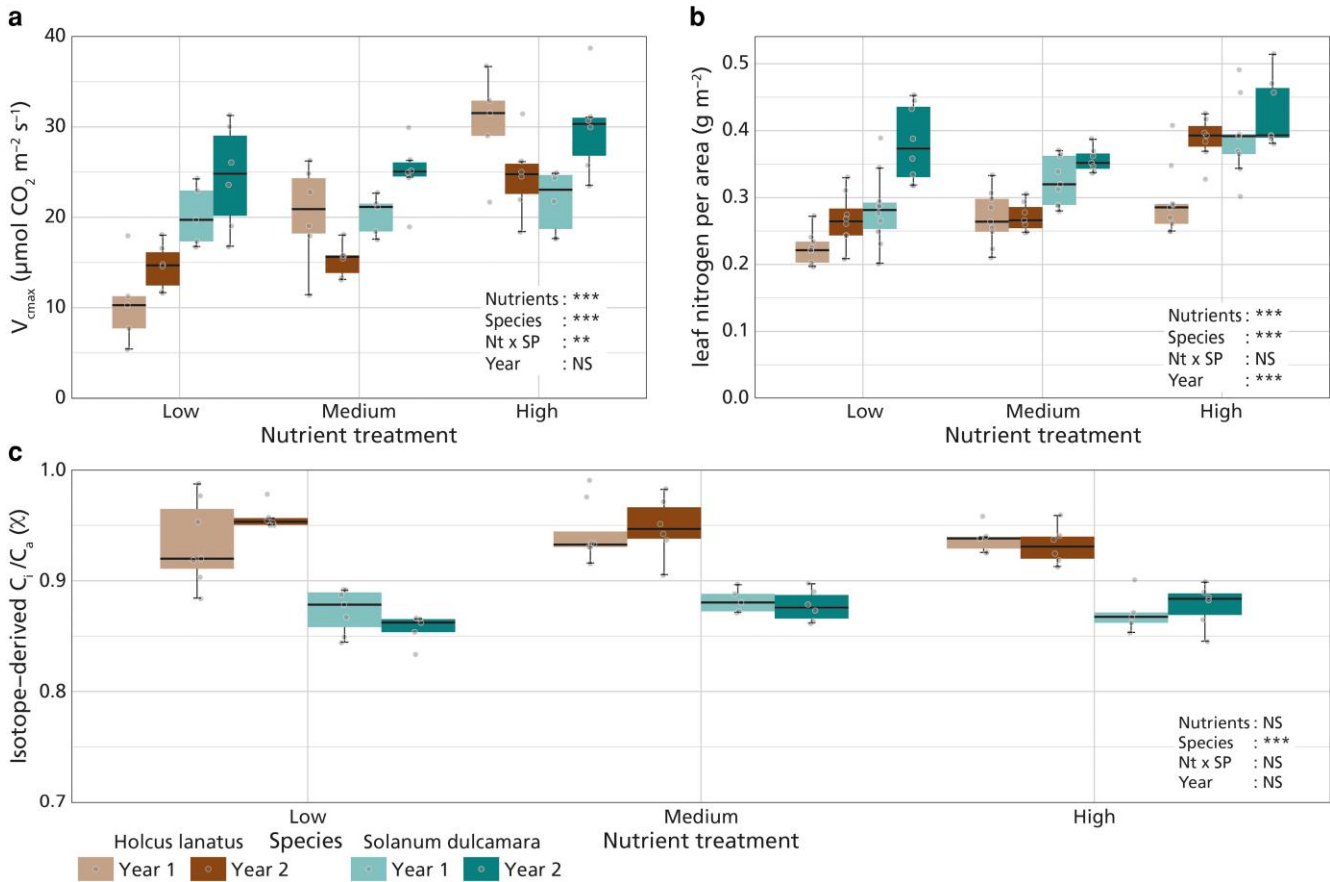 a
V_cmax (µmol CO₂ m⁻² s⁻¹)
40
30
20
10
0
Nutrients : ***
Species : ***
Nt x SP : **
Year : NS
Low Medium High
Nutrient treatment
b
leaf nitrogen per area (g m⁻²)
0.5
0.4
0.3
0.2
0.1
0.0
Nutrients : ***
Species : ***
Nt x SP : NS
Year : ***
Low Medium High
Nutrient treatment
c
Isotope–derived C_i /C_a (χ)
1.0
0.9
0.8
0.7
Nutrients : NS
Species : ***
Nt x SP : NS
Year : NS
Low Medium High
Nutrient treatment
Holcus lanatus Species Solanum dulcamara
Year 1 Year 2 Year 1 Year 2